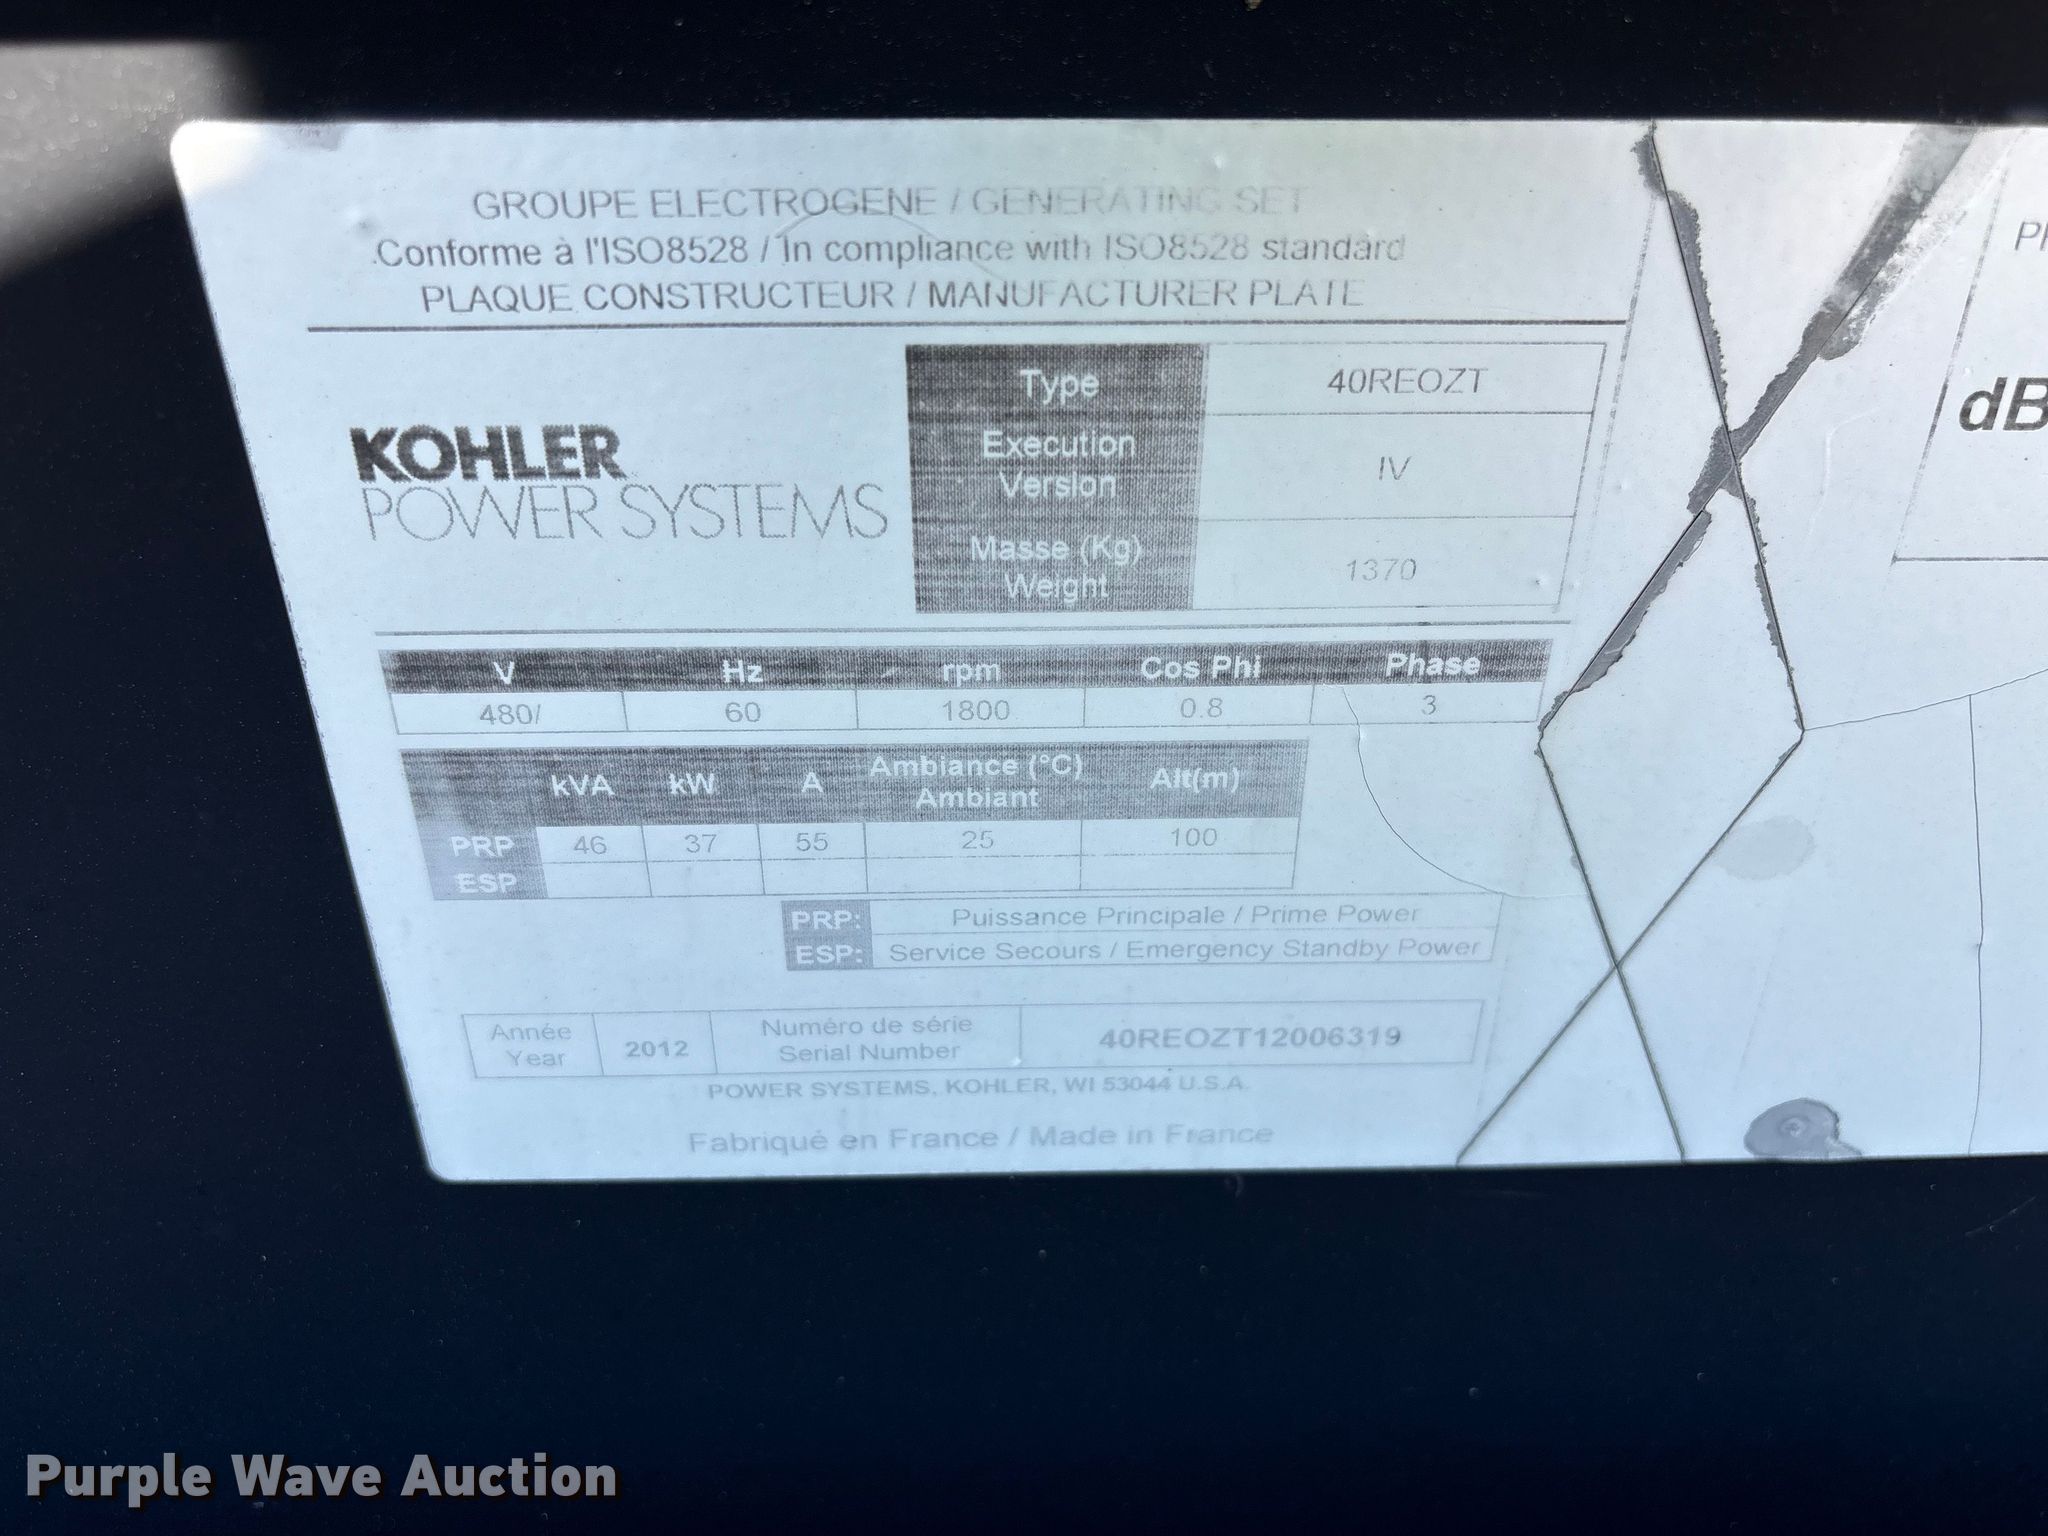 GROUPE ELECTROGENE / GENERATING SET
Conforme à l'ISO8528 / In compliance with ISO8528 standard
PLAQUE CONSTRUCTEUR / MANUFACTURER PLATE
KOHLER
POWER SYSTEMS
Type 40REOZT
Execution
Version IV
Masse (Kg)
Weight 1370
V Hz rpm Cos Phi Phase
480/ 60 1800 0.8 3
kVA kW A Ambiance (°C) Alt(m)
Ambiant
PRP 46 37 55 25 100
ESP
PRP: Puissance Principale / Prime Power
ESP: Service Secours / Emergency Standby Power
Année
Year 2012 Numéro de série
Serial Number 40REOZT12006319
POWER SYSTEMS, KOHLER, WI 53044 U.S.A.
Fabriqué en France / Made in France
dB
Purple Wave Auction